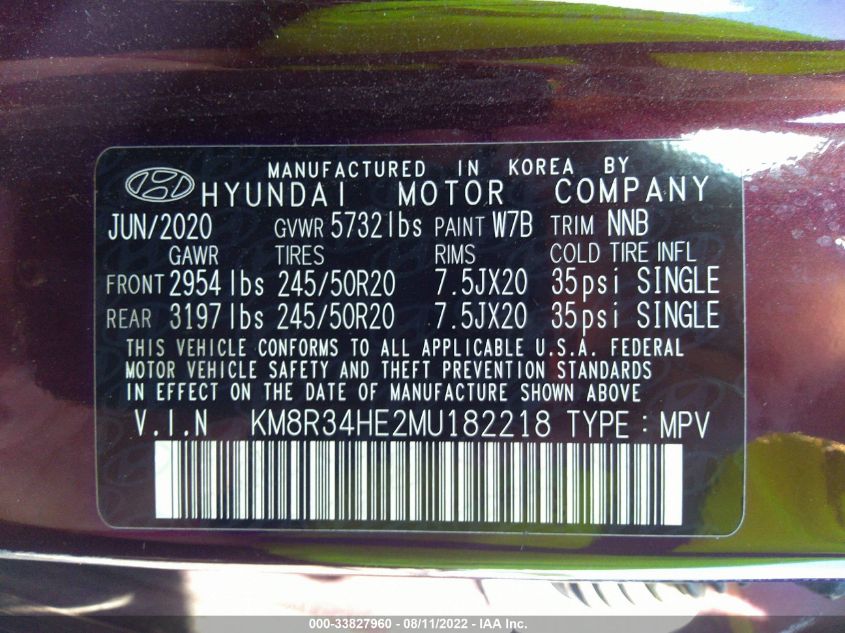 MANUFACTURED IN KOREA BY
HYUNDAI MOTOR COMPANY
JUN/2020 GVWR 5732lbs PAINT W7B TRIM NNB
GAWR TIRES RIMS COLD TIRE INFL
FRONT 2954 lbs 245/50R20 7.5JX20 35psi SINGLE
REAR 3197 lbs 245/50R20 7.5JX20 35psi SINGLE
THIS VEHICLE CONFORMS TO ALL APPLICABLE U.S.A. FEDERAL
MOTOR VEHICLE SAFETY AND THEFT PREVENTION STANDARDS
IN EFFECT ON THE DATE OF MANUFACTURE SHOWN ABOVE
V.I.N KM8R34HE2MU182218 TYPE : MPV
000-33827960 - 08/11/2022 - IAA Inc.